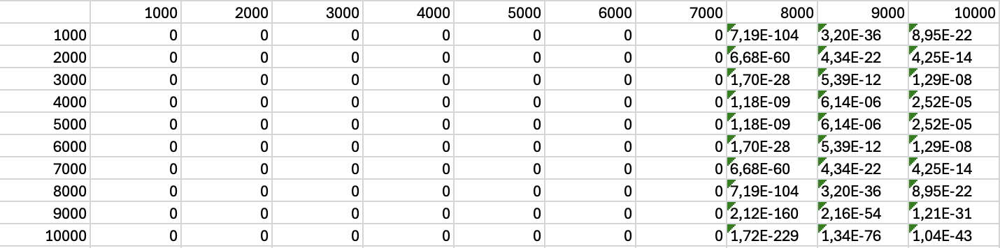 1000 2000 3000 4000 5000 6000 7000 8000 9000 10000
1000 0 0 0 0 0 0 0 7,19E-104 3,20E-36 8,95E-22
2000 0 0 0 0 0 0 0 6,68E-60 4,34E-22 4,25E-14
3000 0 0 0 0 0 0 0 1,70E-28 5,39E-12 1,29E-08
4000 0 0 0 0 0 0 0 1,18E-09 6,14E-06 2,52E-05
5000 0 0 0 0 0 0 0 1,18E-09 6,14E-06 2,52E-05
6000 0 0 0 0 0 0 0 1,70E-28 5,39E-12 1,29E-08
7000 0 0 0 0 0 0 0 6,68E-60 4,34E-22 4,25E-14
8000 0 0 0 0 0 0 0 7,19E-104 3,20E-36 8,95E-22
9000 0 0 0 0 0 0 0 2,12E-160 2,16E-54 1,21E-31
10000 0 0 0 0 0 0 0 1,72E-229 1,34E-76 1,04E-43